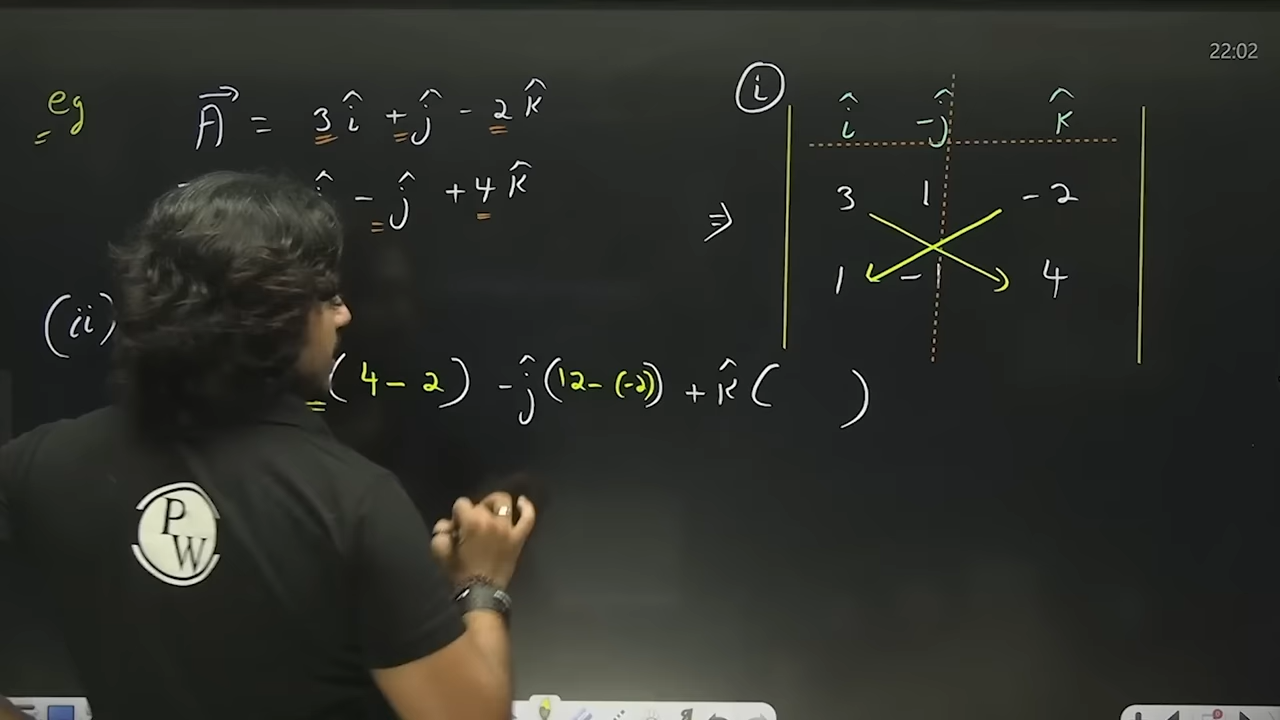 22:02
eg
A⃗ = 3î + ĵ - 2k̂
- ĵ + 4k̂
(ii)
(4 - 2) - ĵ(12 - (-2)) + k̂( )
(i)
î -ĵ k̂
⇒
3 1 -2
1 -1 4
PW